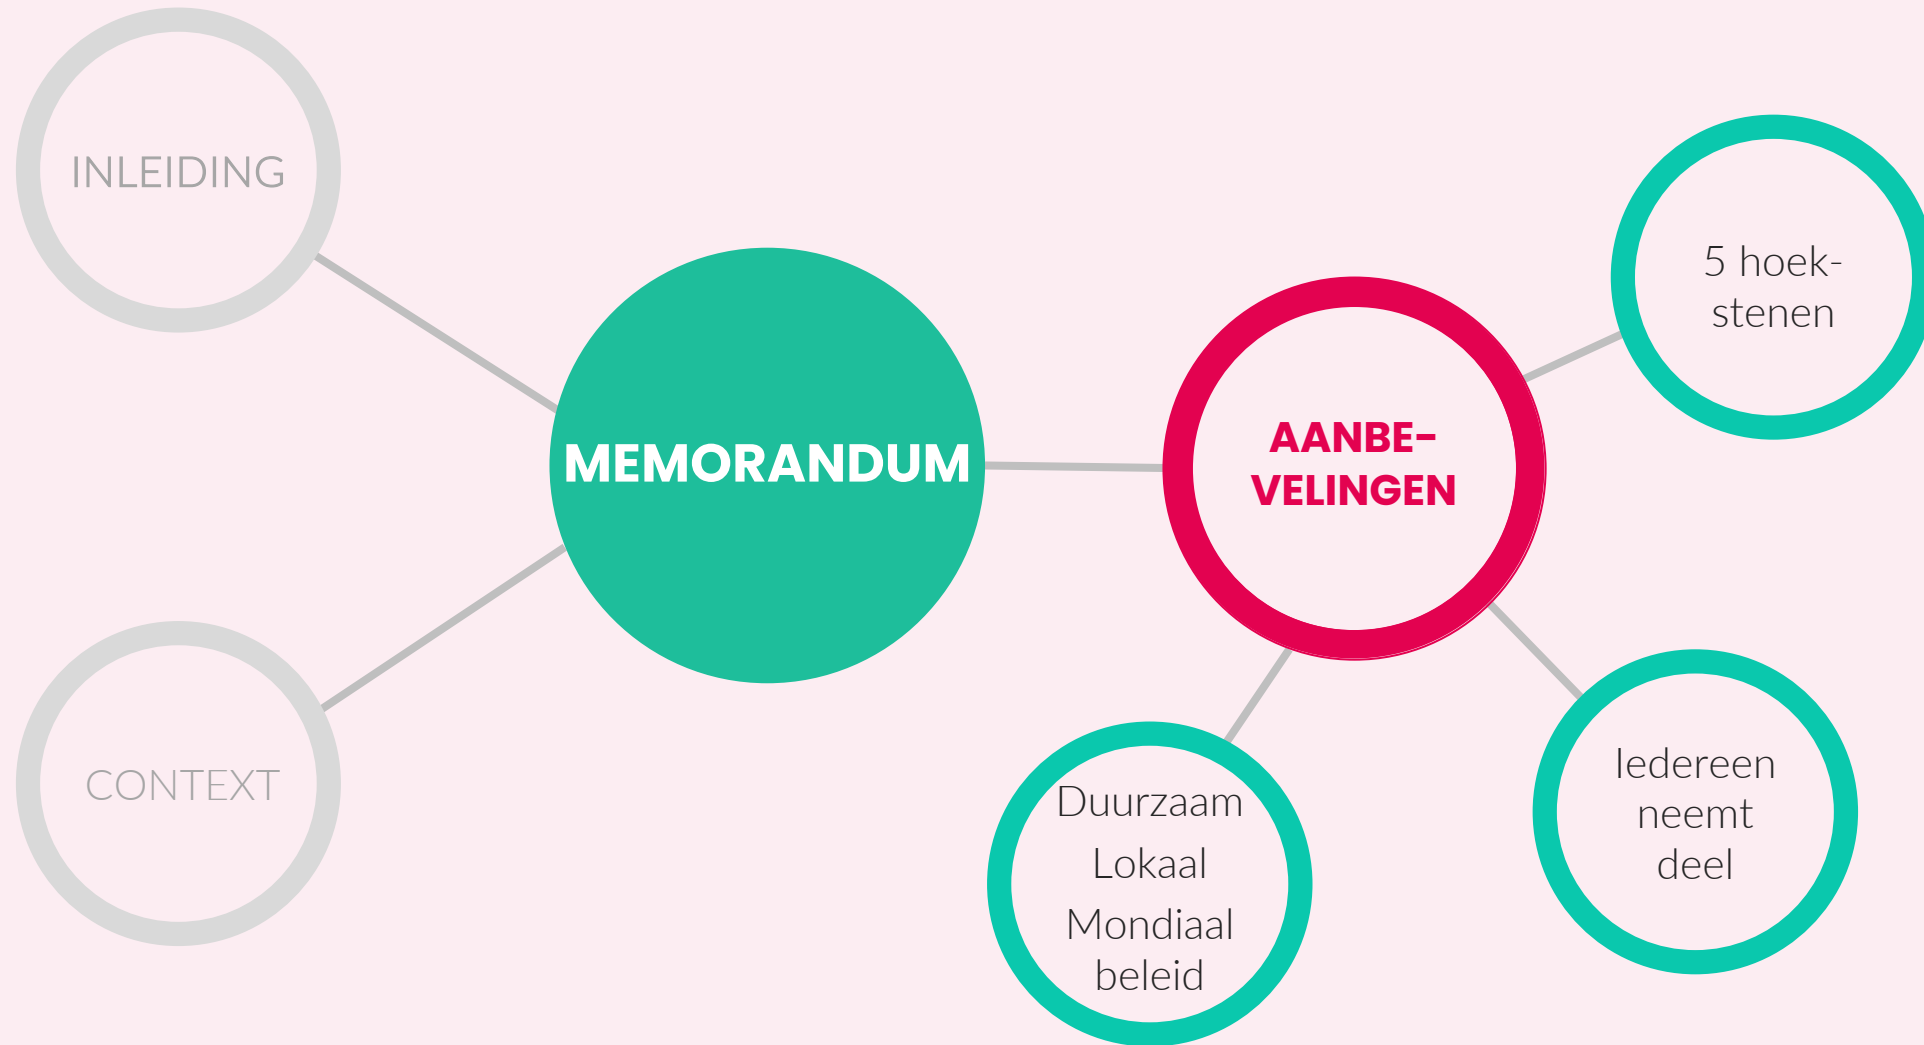 INLEIDING
CONTEXT
MEMORANDUM
AANBE-
VELINGEN
5 hoek-
stenen
Iedereen
neemt
deel
Duurzaam
Lokaal
Mondiaal
beleid